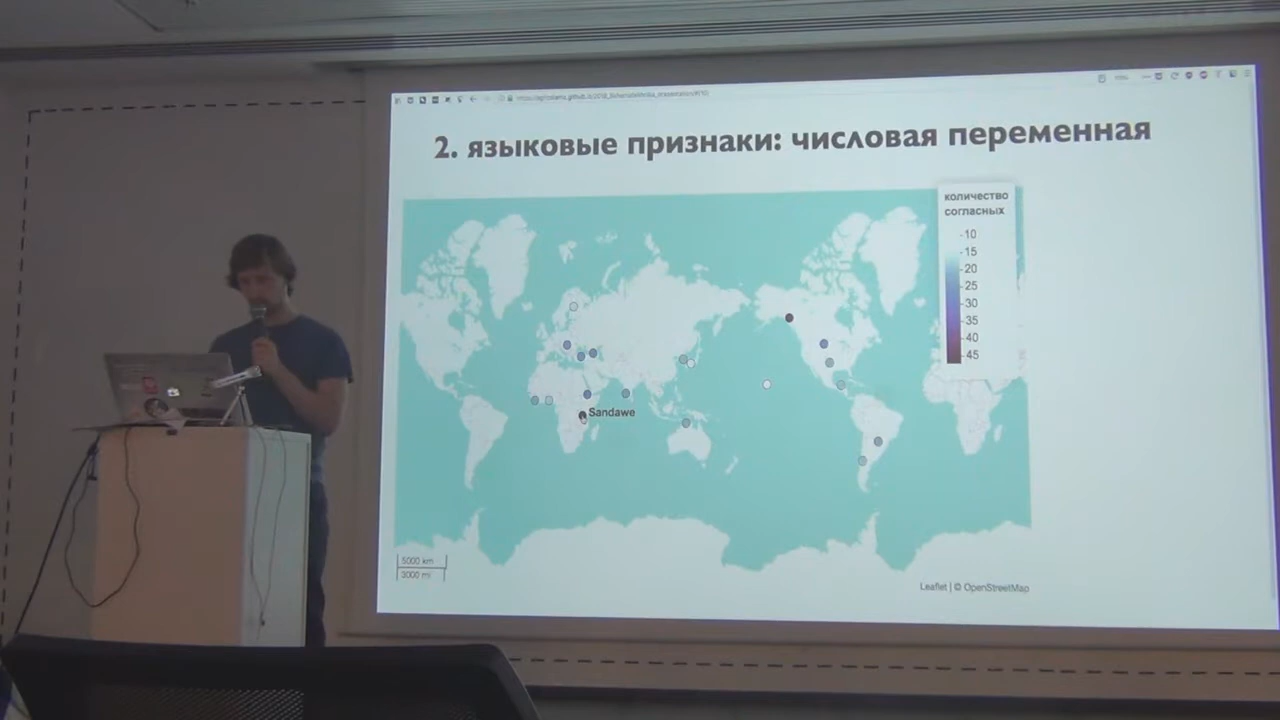 2. языковые признаки: числовая переменная
количество
согласных
-10
-15
-20
-25
-30
-35
-40
-45
Sandawe
5000 km
3000 mi
Leaflet | © OpenStreetMap